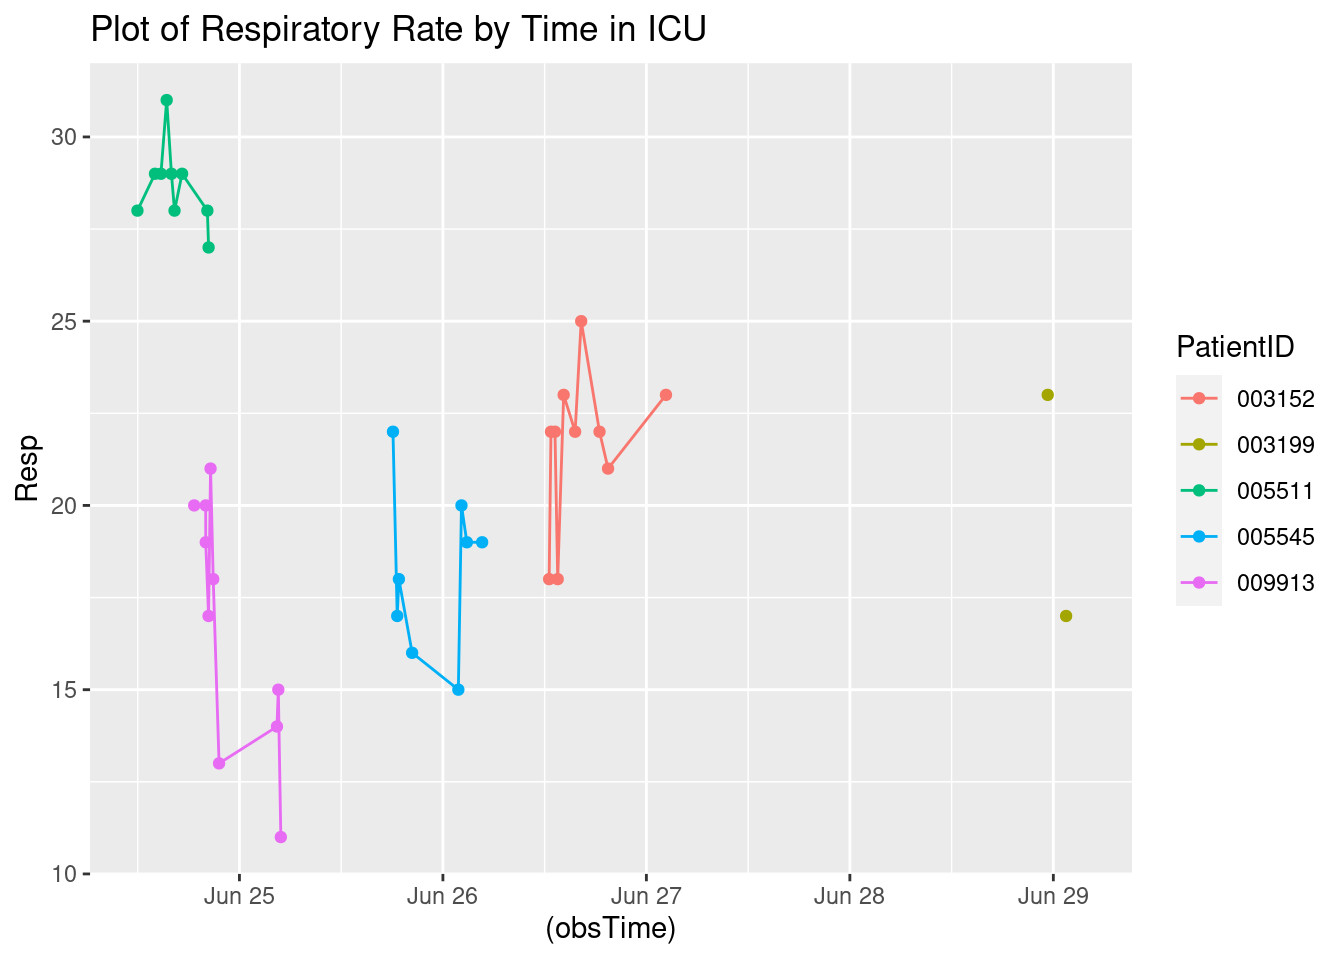 Plot of Respiratory Rate by Time in ICU
30
25
20
15
10
Resp
Jun 25
Jun 26
Jun 27
Jun 28
Jun 29
(obsTime)
PatientID
003152
003199
005511
005545
009913